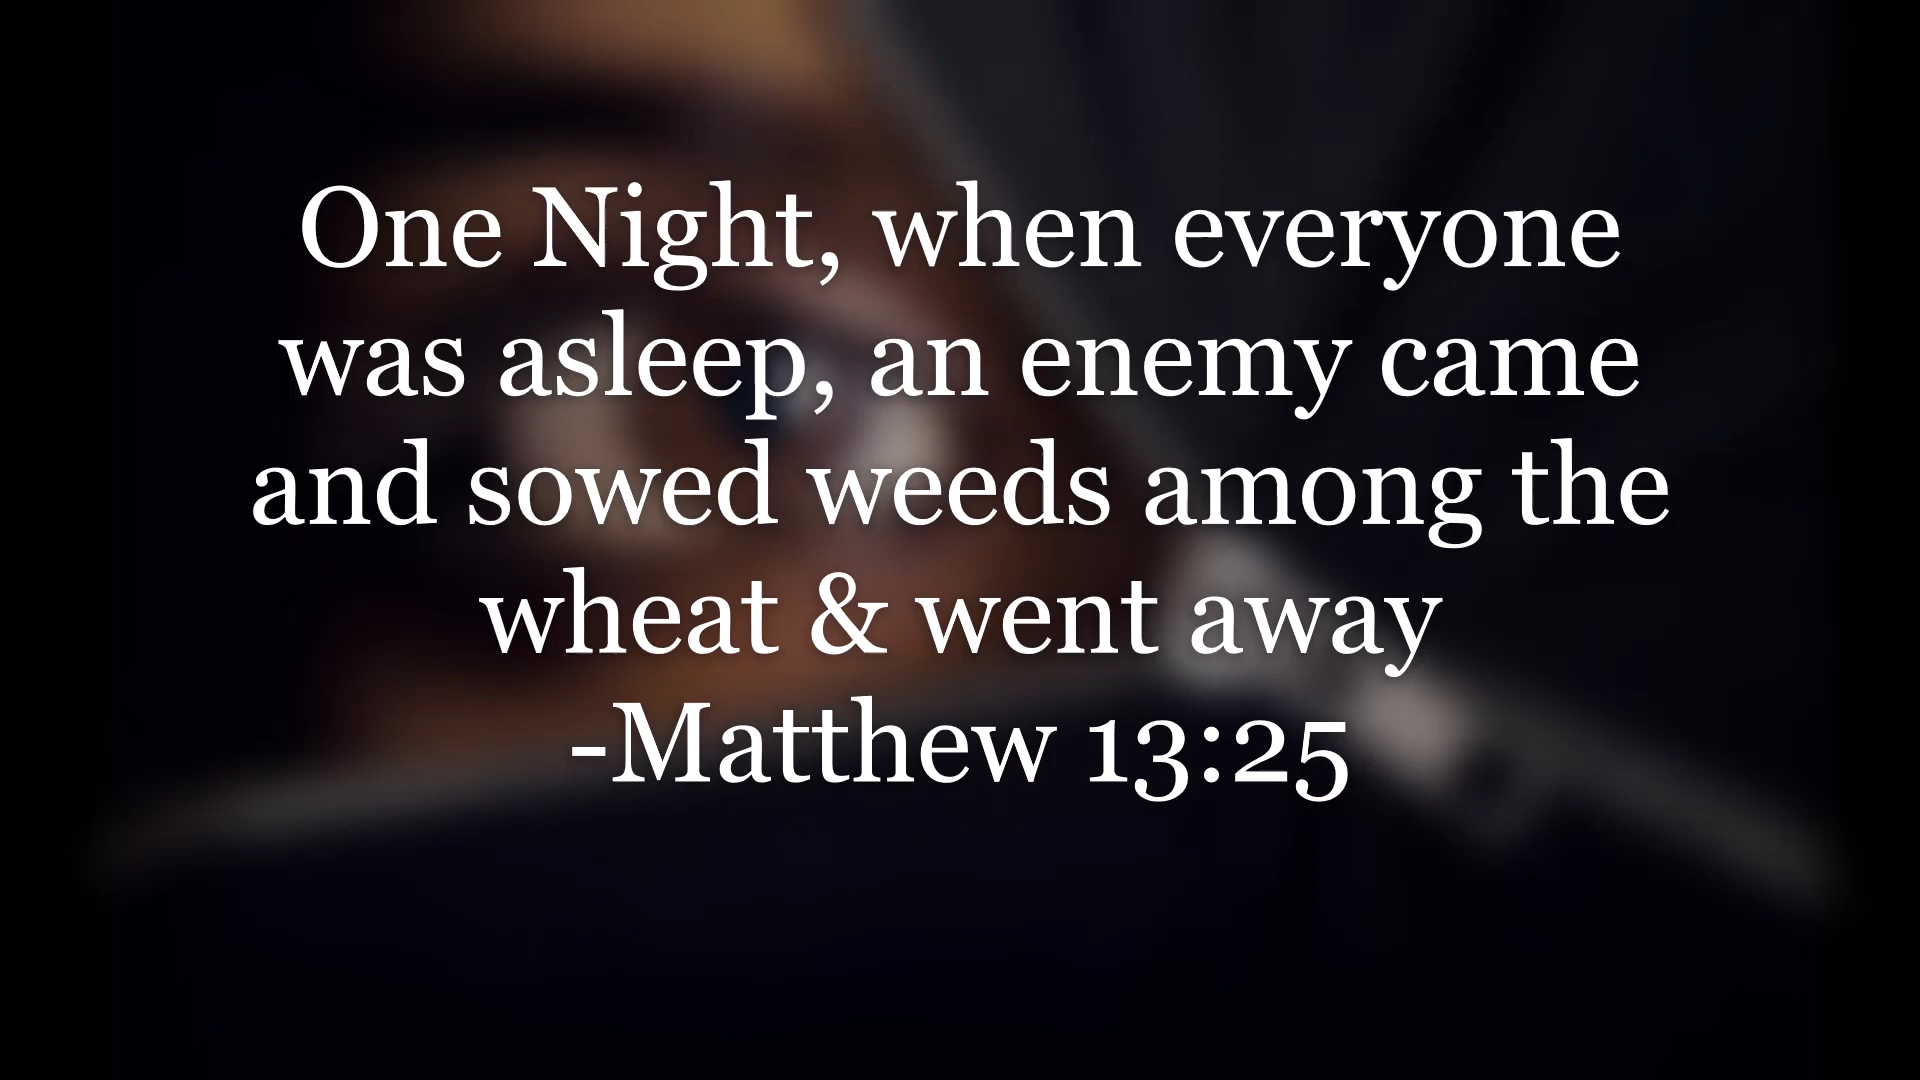 One Night, when everyone
was asleep, an enemy came
and sowed weeds among the
wheat & went away
-Matthew 13:25